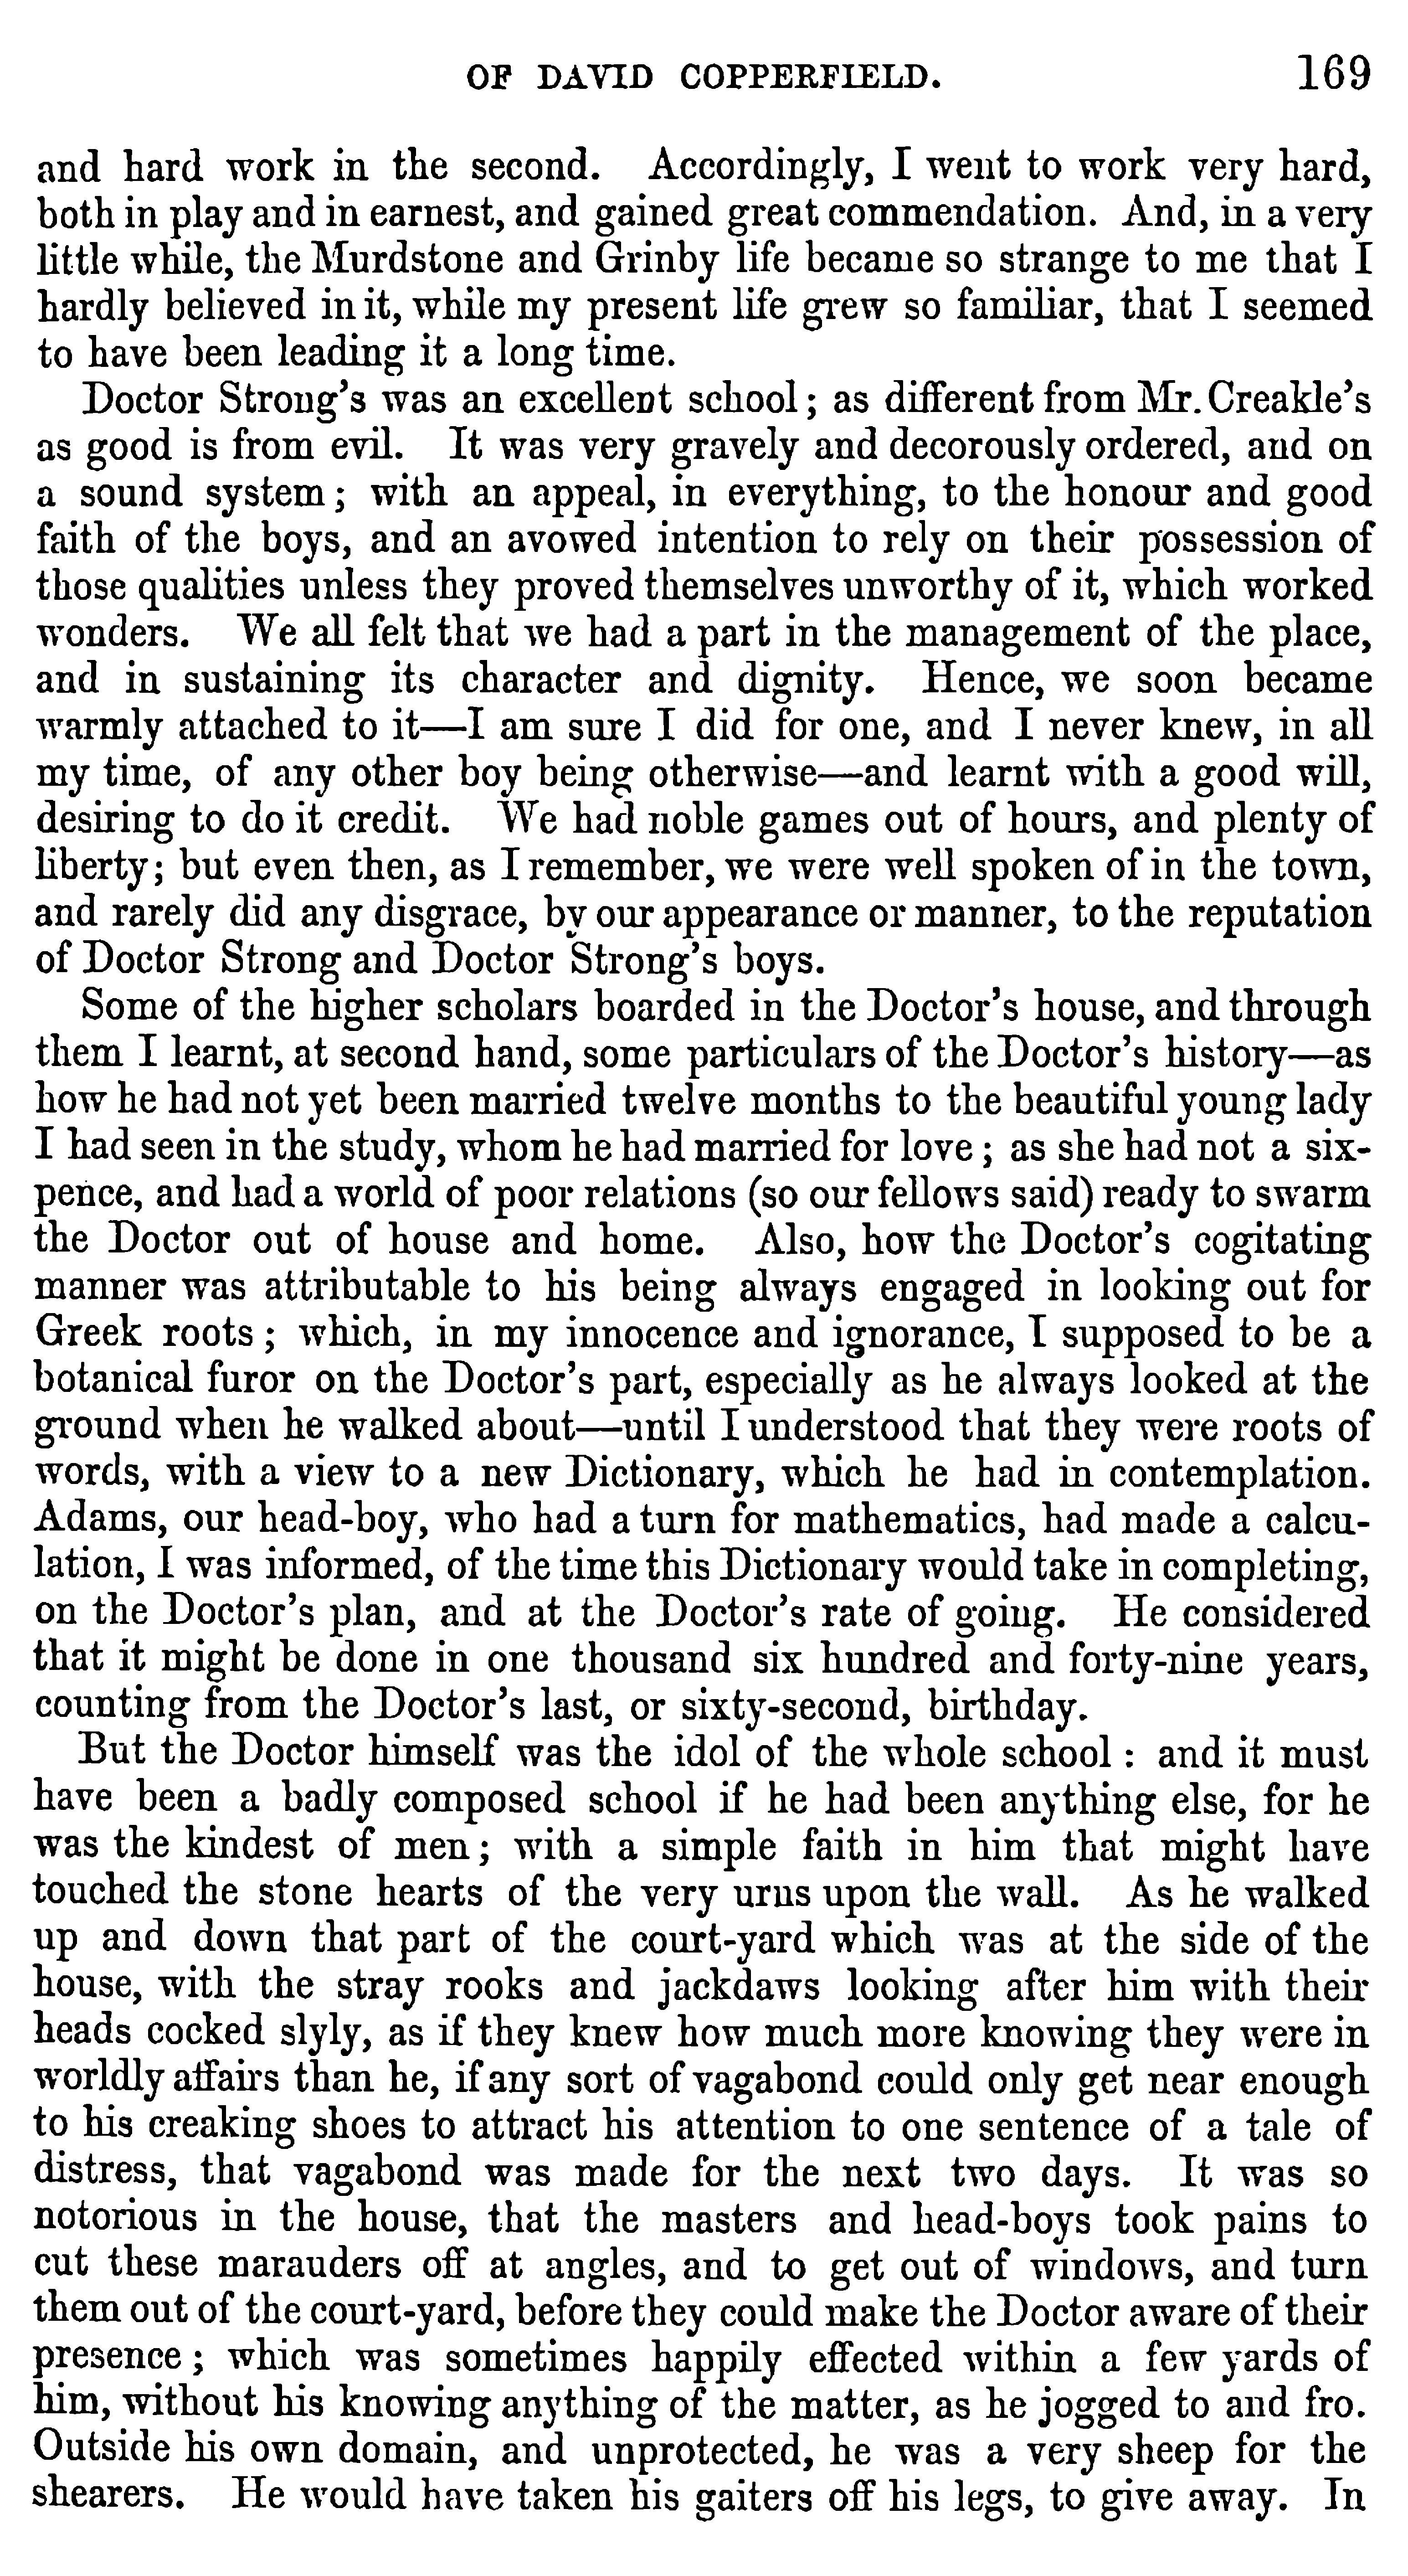 OF DAVID COPPERFIELD. 169
and hard work in the second. Accordingly, I went to work very hard,
both in play and in earnest, and gained great commendation. And, in a very
little while, the Murdstone and Grinby life became so strange to me that I
hardly believed in it, while my present life grew so familiar, that I seemed
to have been leading it a long time.
Doctor Strong's was an excellent school; as different from Mr. Creakle's
as good is from evil. It was very gravely and decorously ordered, and on
a sound system; with an appeal, in everything, to the honour and good
faith of the boys, and an avowed intention to rely on their possession of
those qualities unless they proved themselves unworthy of it, which worked
wonders. We all felt that we had a part in the management of the place,
and in sustaining its character and dignity. Hence, we soon became
warmly attached to it—I am sure I did for one, and I never knew, in all
my time, of any other boy being otherwise—and learnt with a good will,
desiring to do it credit. We had noble games out of hours, and plenty of
liberty; but even then, as I remember, we were well spoken of in the town,
and rarely did any disgrace, by our appearance or manner, to the reputation
of Doctor Strong and Doctor Strong's boys.
Some of the higher scholars boarded in the Doctor's house, and through
them I learnt, at second hand, some particulars of the Doctor's history—as
how he had not yet been married twelve months to the beautiful young lady
I had seen in the study, whom he had married for love; as she had not a six-
pence, and had a world of poor relations (so our fellows said) ready to swarm
the Doctor out of house and home. Also, how the Doctor's cogitating
manner was attributable to his being always engaged in looking out for
Greek roots; which, in my innocence and ignorance, I supposed to be a
botanical furor on the Doctor's part, especially as he always looked at the
ground when he walked about—until I understood that they were roots of
words, with a view to a new Dictionary, which he had in contemplation.
Adams, our head-boy, who had a turn for mathematics, had made a calcu-
lation, I was informed, of the time this Dictionary would take in completing,
on the Doctor's plan, and at the Doctor's rate of going. He considered
that it might be done in one thousand six hundred and forty-nine years,
counting from the Doctor's last, or sixty-second, birthday.
But the Doctor himself was the idol of the whole school: and it must
have been a badly composed school if he had been anything else, for he
was the kindest of men; with a simple faith in him that might have
touched the stone hearts of the very urns upon the wall. As he walked
up and down that part of the court-yard which was at the side of the
house, with the stray rooks and jackdaws looking after him with their
heads cocked slyly, as if they knew how much more knowing they were in
worldly affairs than he, if any sort of vagabond could only get near enough
to his creaking shoes to attract his attention to one sentence of a tale of
distress, that vagabond was made for the next two days. It was so
notorious in the house, that the masters and head-boys took pains to
cut these marauders off at angles, and to get out of windows, and turn
them out of the court-yard, before they could make the Doctor aware of their
presence; which was sometimes happily effected within a few yards of
him, without his knowing anything of the matter, as he jogged to and fro.
Outside his own domain, and unprotected, he was a very sheep for the
shearers. He would have taken his gaiters off his legs, to give away. In